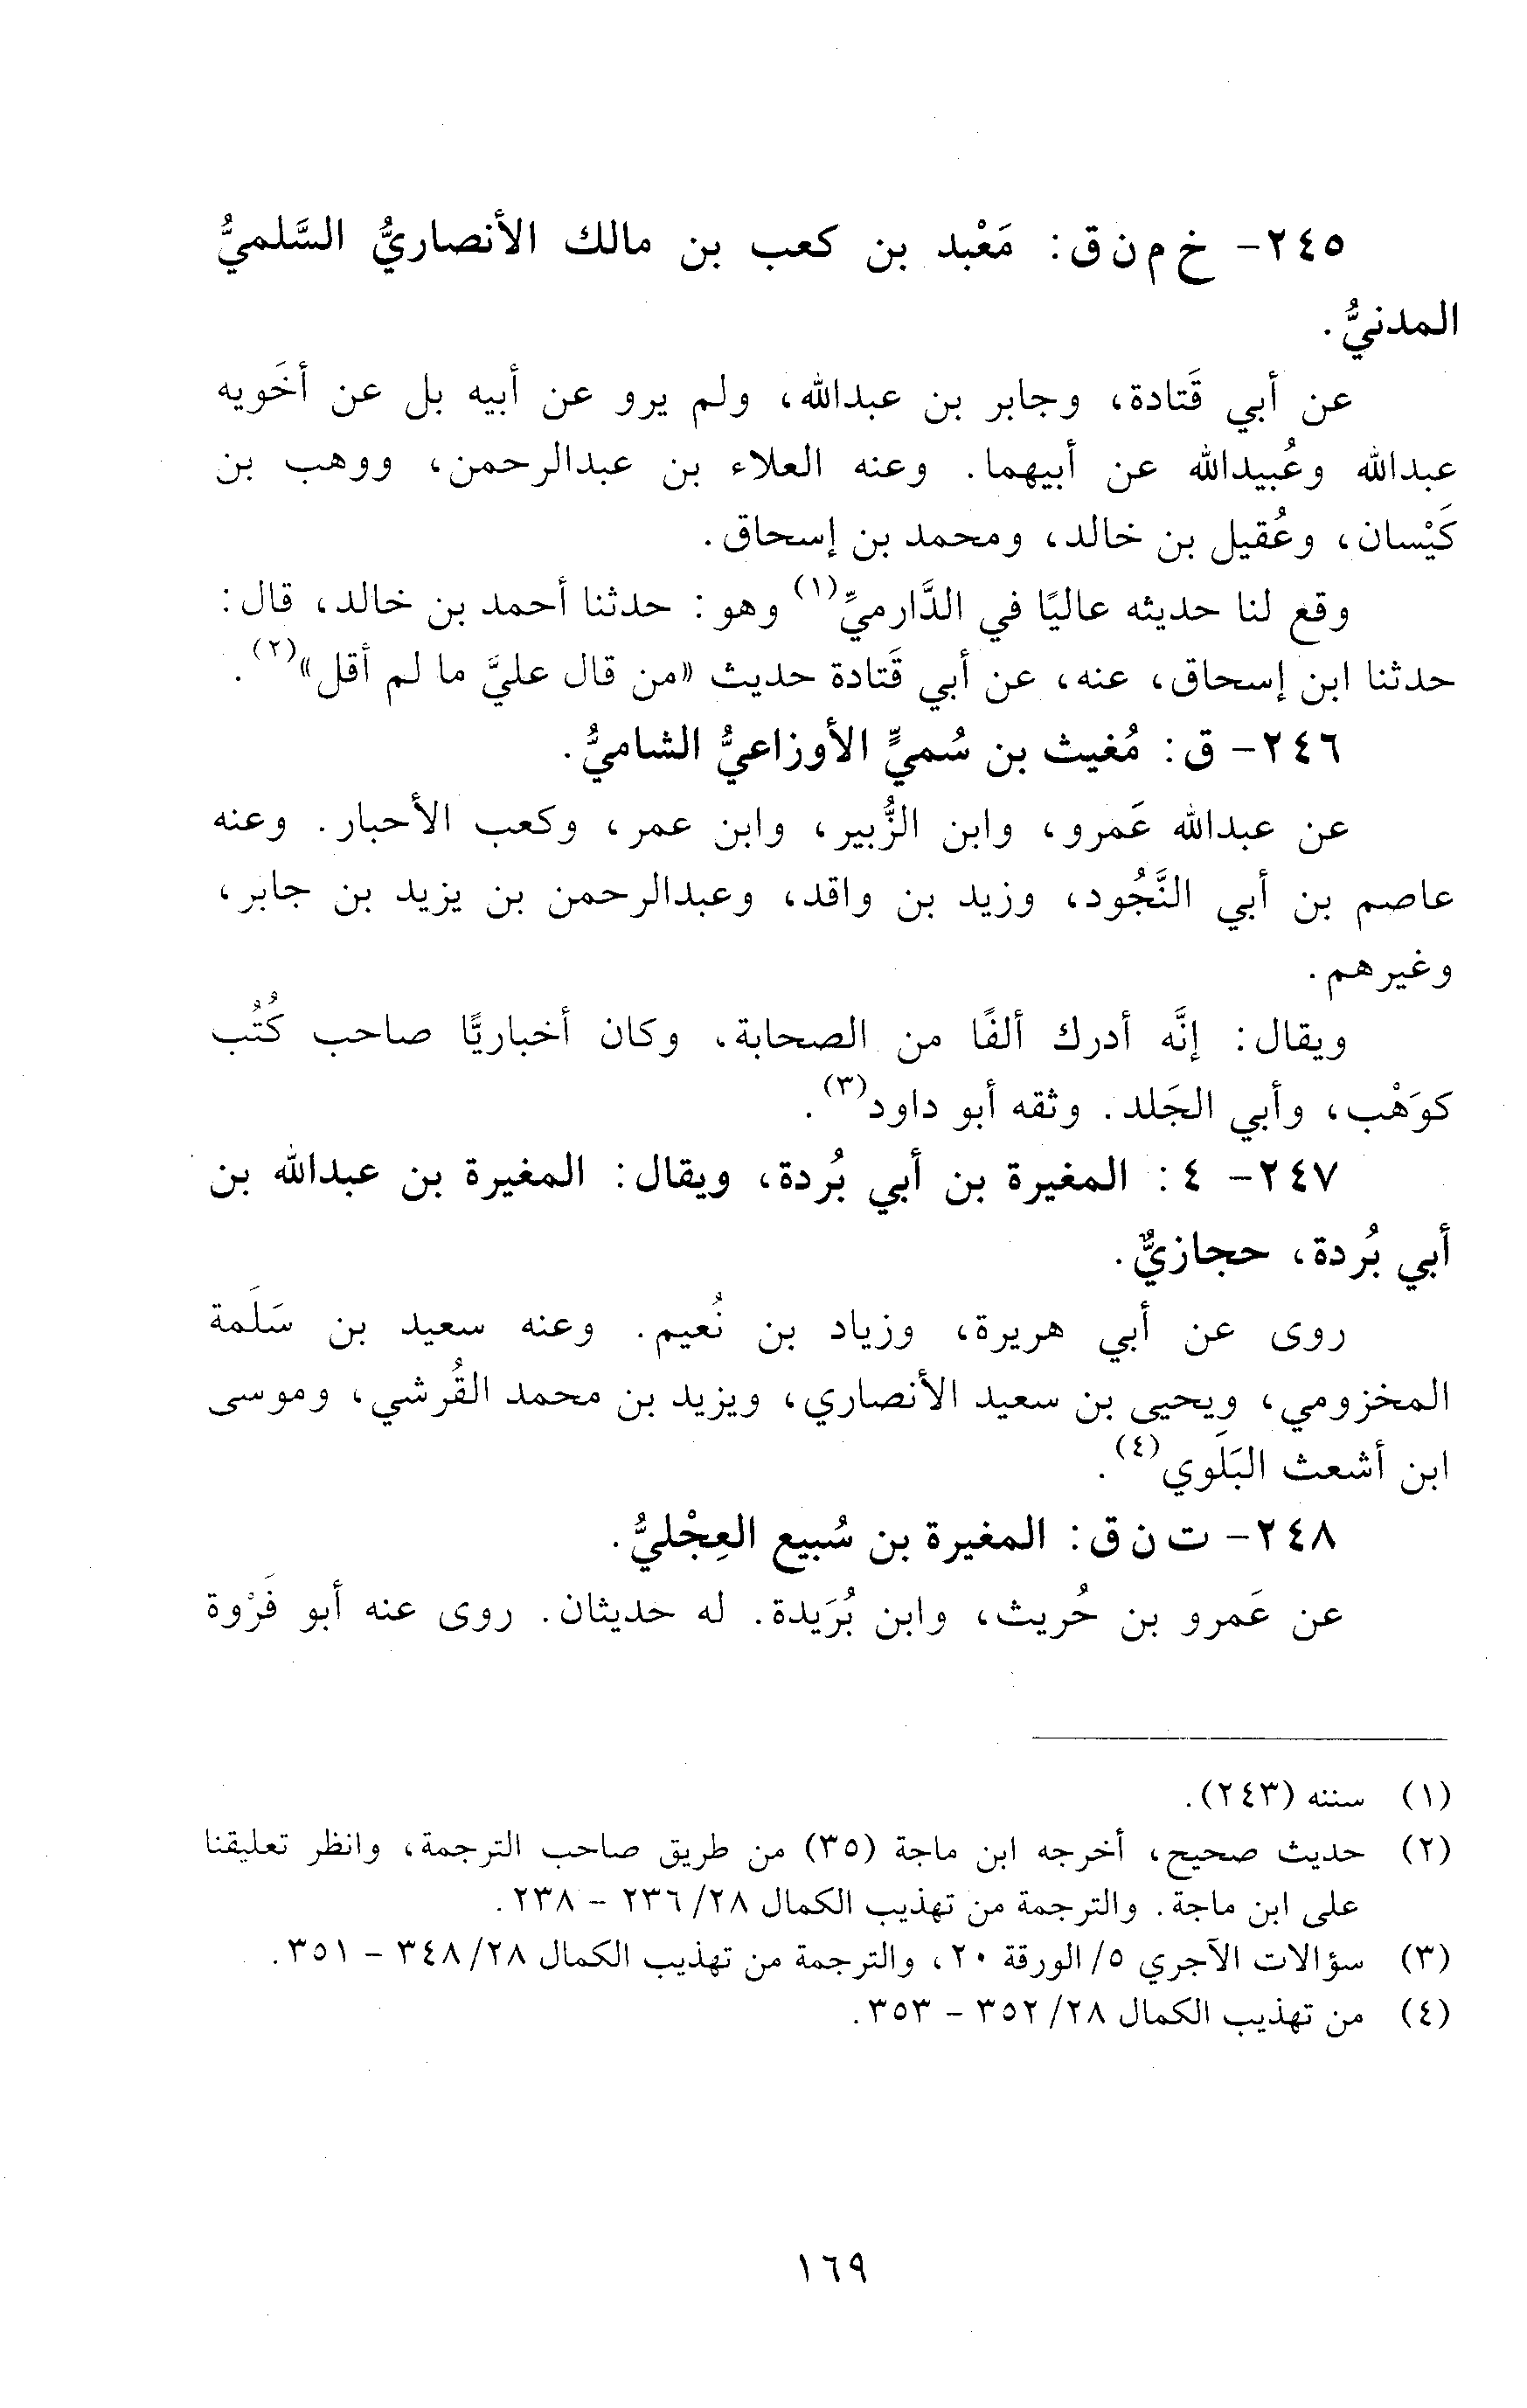 ٢٤٥- خ م ن ق: مَعْبد بن كعب بن مالك الأنصاريُّ السَّلميُّ
المدنيُّ.
عن أبي قَتادة، وجابر بن عبدالله، ولم يرو عن أبيه بل عن أخَويه
عبدالله وعُبيدالله عن أبيهما. وعنه العلاء بن عبدالرحمن، ووهب بن
كَيْسان، وعُقيل بن خالد، ومحمد بن إسحاق.
وقع لنا حديثه عاليًا في الدَّارميِّ(١) وهو: حدثنا أحمد بن خالد، قال:
حدثنا ابن إسحاق، عنه، عن أبي قَتادة حديث «من قال عليَّ ما لم أقل»(٢).
٢٤٦- ق: مُغيث بن سُميٍّ الأوزاعيُّ الشاميُّ.
عن عبدالله عَمرو، وابن الزُّبير، وابن عمر، وكعب الأحبار. وعنه
عاصم بن أبي النَّجُود، وزيد بن واقد، وعبدالرحمن بن يزيد بن جابر،
وغيرهم.
ويقال: إنَّه أدرك ألفًا من الصحابة. وكان أخباريًّا صاحب كُتُب
كوَهْب، وأبي الجَلد. وثقه أبو داود(٣).
٢٤٧- ٤: المغيرة بن أبي بُردة، ويقال: المغيرة بن عبدالله بن
أبي بُردة، حجازيٌّ.
روى عن أبي هريرة، وزياد بن نُعيم. وعنه سعيد بن سَلَمة
المخزومي، ويحيى بن سعيد الأنصاري، ويزيد بن محمد القُرشي، وموسى
ابن أشعث البَلَوي(٤).
٢٤٨- ت ن ق: المغيرة بن سُبيع العِجْليُّ.
عن عَمرو بن حُريث، وابن بُرَيدة. له حديثان. روى عنه أبو فَرْوة
(١) سننه (٢٤٣).
(٢) حديث صحيح، أخرجه ابن ماجة (٣٥) من طريق صاحب الترجمة، وانظر تعليقنا
على ابن ماجة. والترجمة من تهذيب الكمال ٢٨/ ٢٣٦ - ٢٣٨.
(٣) سؤالات الآجري ٥/ الورقة ٢٠، والترجمة من تهذيب الكمال ٢٨/ ٣٤٨ - ٣٥١.
(٤) من تهذيب الكمال ٢٨/ ٣٥٢ - ٣٥٣.
١٦٩